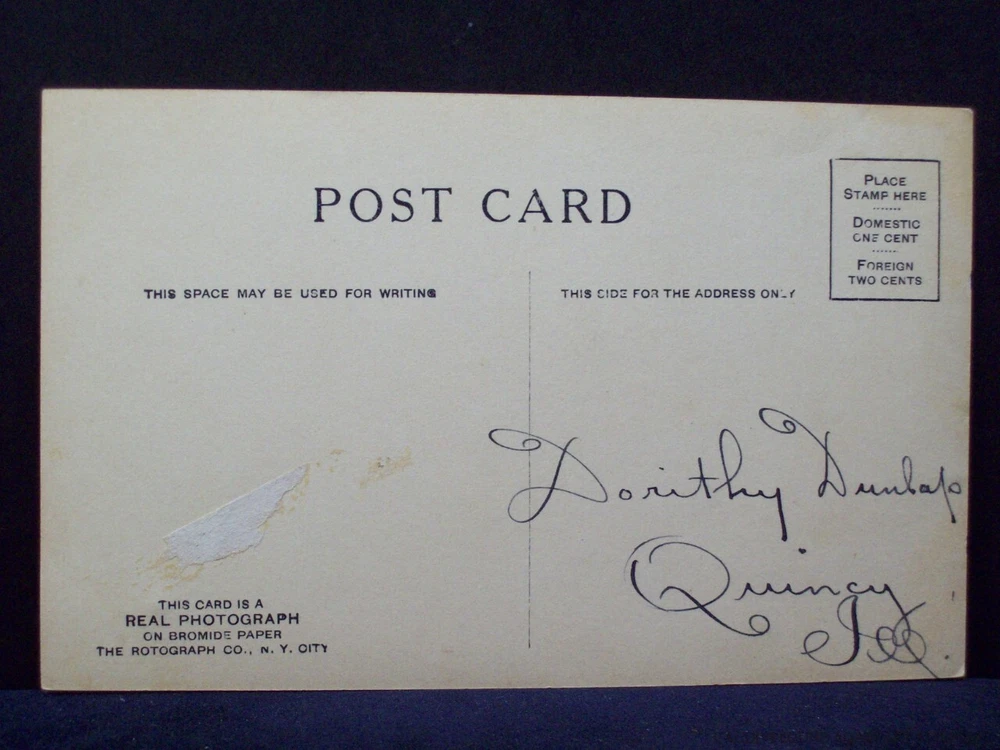 POST CARD
PLACE
STAMP HERE
DOMESTIC
ONE CENT
FOREIGN
TWO CENTS
THIS SPACE MAY BE USED FOR WRITING
THIS SIDE FOR THE ADDRESS ONLY
Dorithy Dunlap
Quincy
Ill.
THIS CARD IS A
REAL PHOTOGRAPH
ON BROMIDE PAPER
THE ROTOGRAPH CO., N. Y. CITY